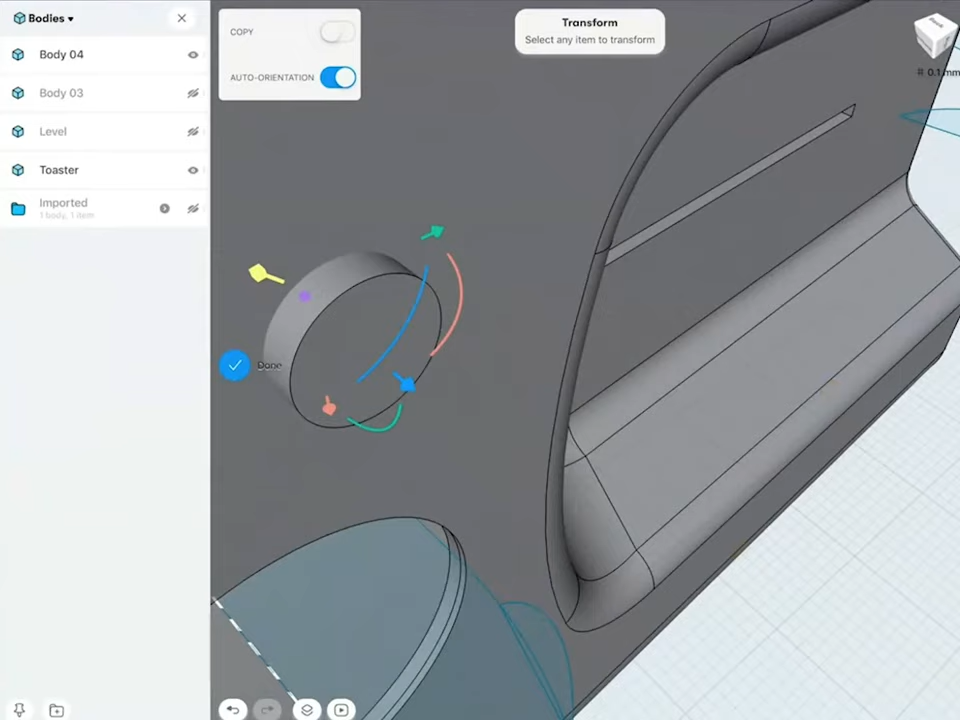 Bodies
Body 04
Body 03
Level
Toaster
Imported
1 body, 1 item
COPY
AUTO-ORIENTATION
Transform
Select any item to transform
# 0.1 mm
Done